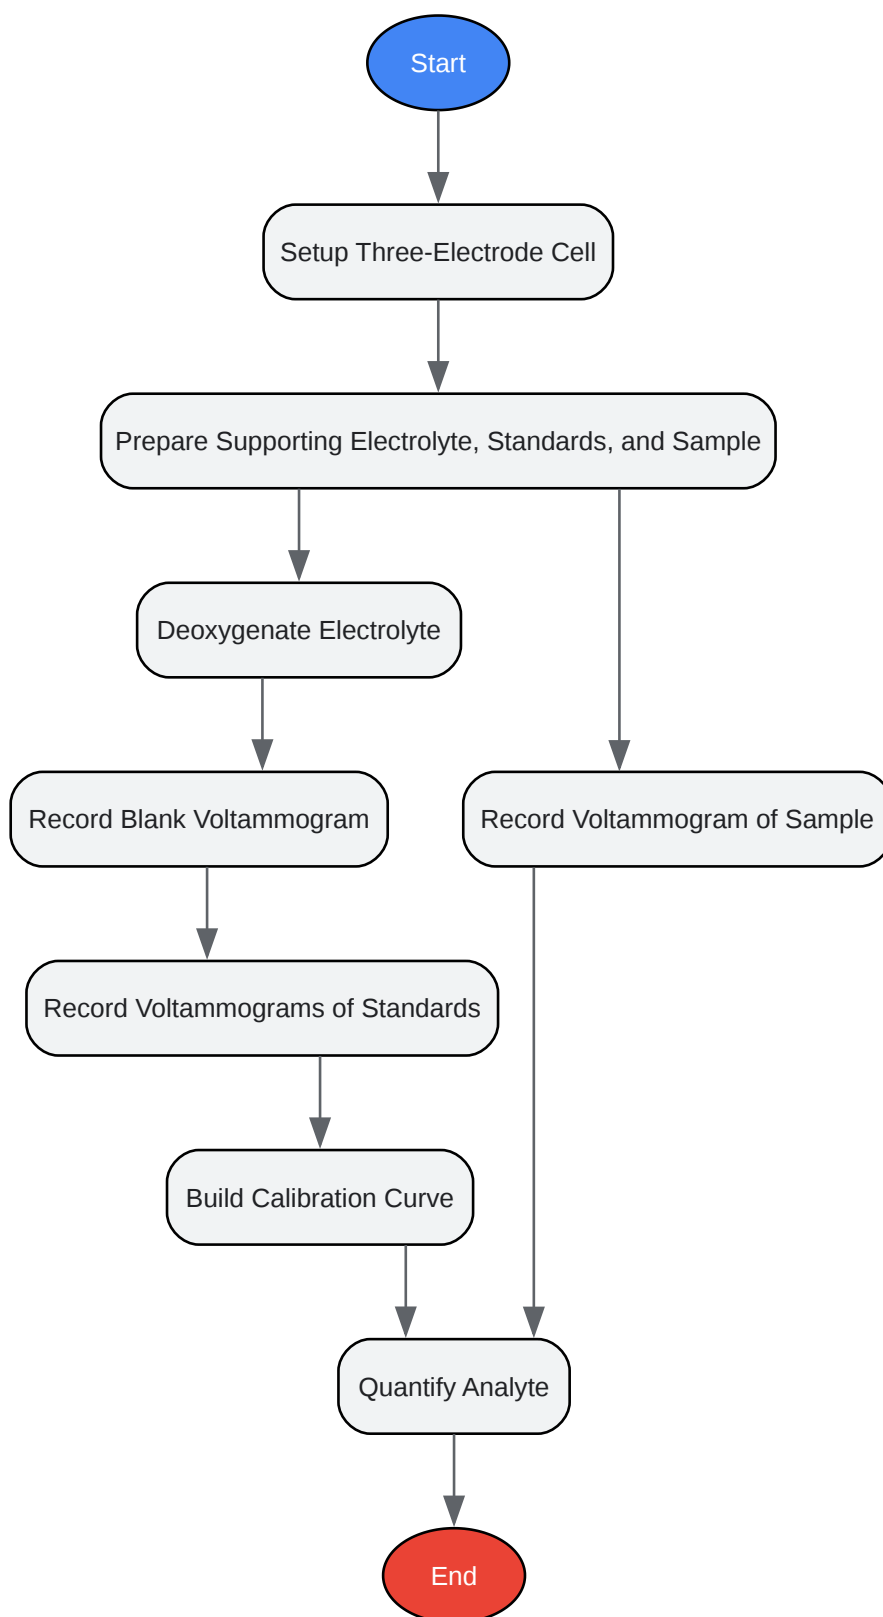 Start
Setup Three-Electrode Cell
Prepare Supporting Electrolyte, Standards, and Sample
Deoxygenate Electrolyte
Record Blank Voltammogram
Record Voltammogram of Sample
Record Voltammograms of Standards
Build Calibration Curve
Quantify Analyte
End